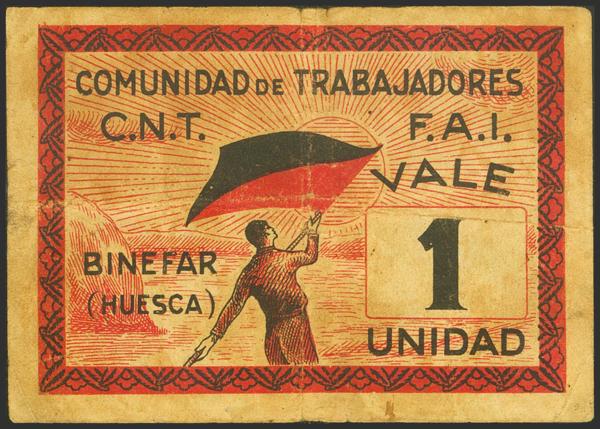 COMUNIDAD DE TRABAJADORES
C.N.T. F.A.I.
VALE
1
UNIDAD
BINEFAR
(HUESCA)